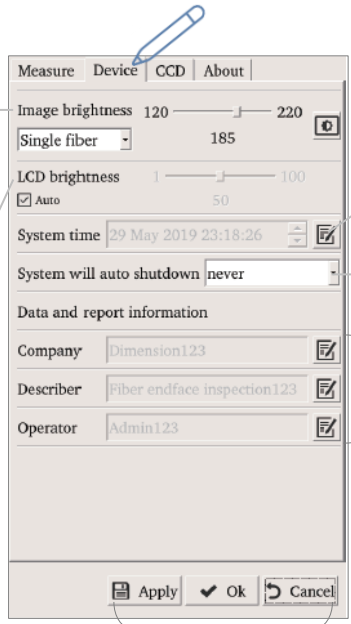 Measure Device CCD About
Image brightness 120 220
Single fiber 185
LCD brightness 1 100
Auto 50
System time 29 May 2019 23:18:26
System will auto shutdown never
Data and report information
Company Dimension123
Describer Fiber endface inspection123
Operator Admin123
Apply Ok Cancel